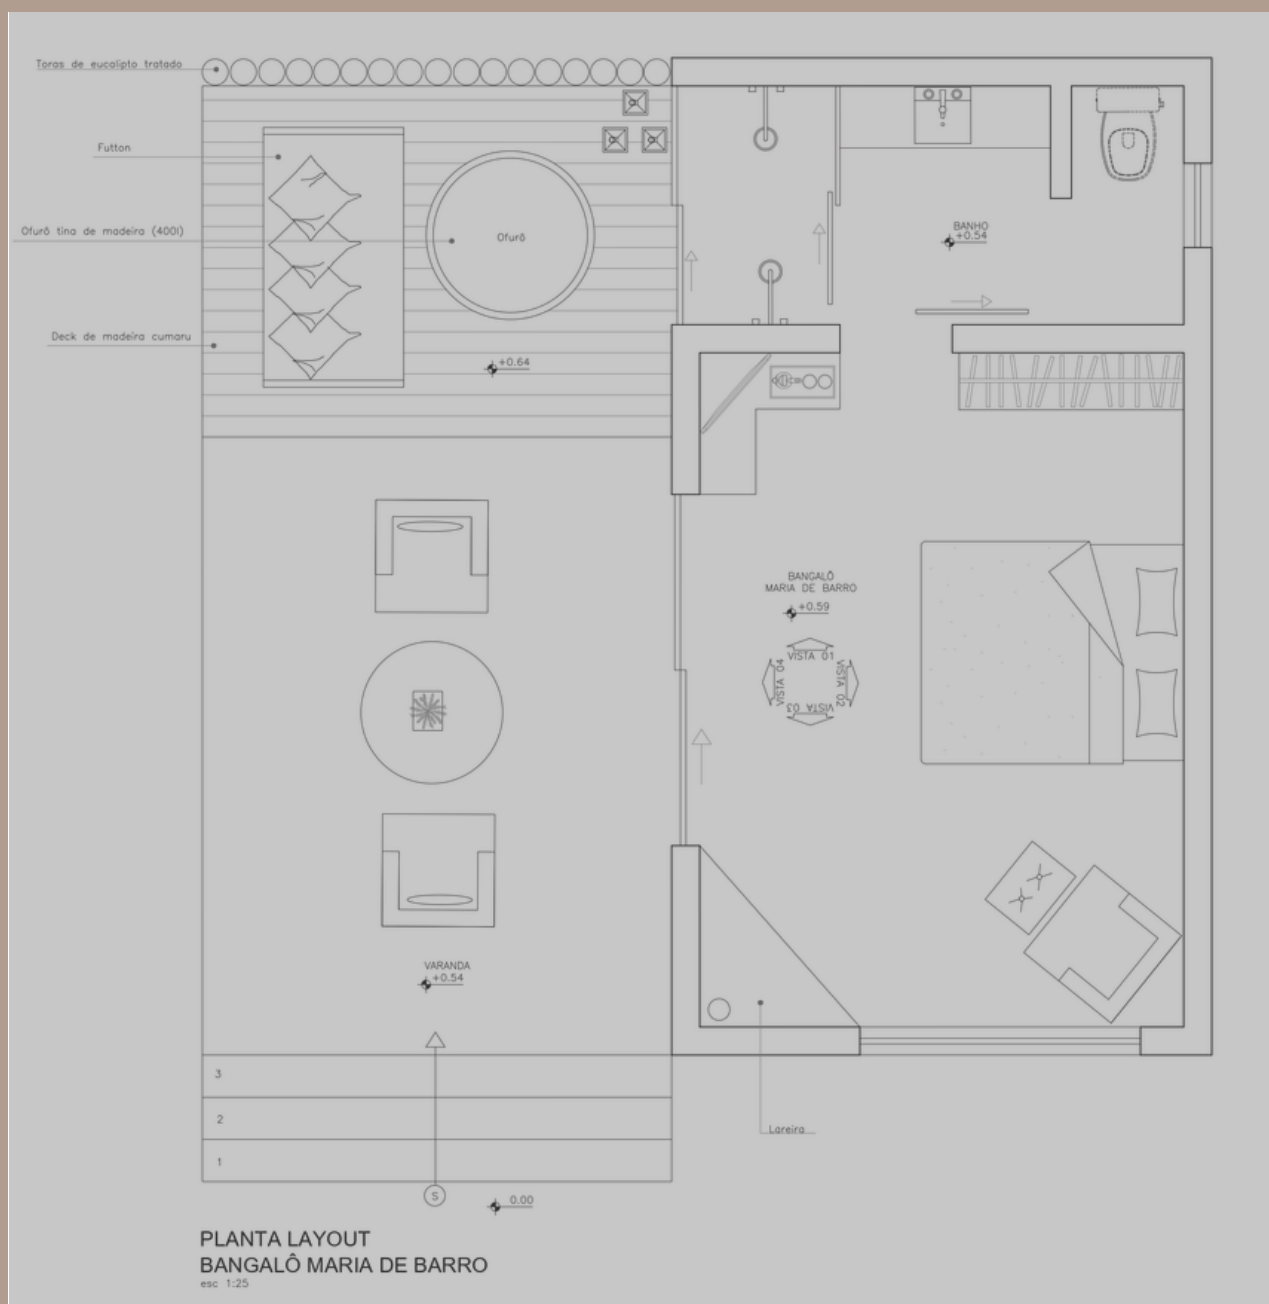 Toras de eucalipto tratado
Futton
Ofurô tina de madeira (400l)
Ofurô
BANHO
+0.54
Deck de madeira cumaru
+0.64
BANGALÔ
MARIA DE BARRO
+0.59
VISTA 01
VISTA 04
VISTA 02
VISTA 03
VARANDA
+0.54
3
2
1
Lareira
S
0.00
PLANTA LAYOUT
BANGALÔ MARIA DE BARRO
esc 1:25